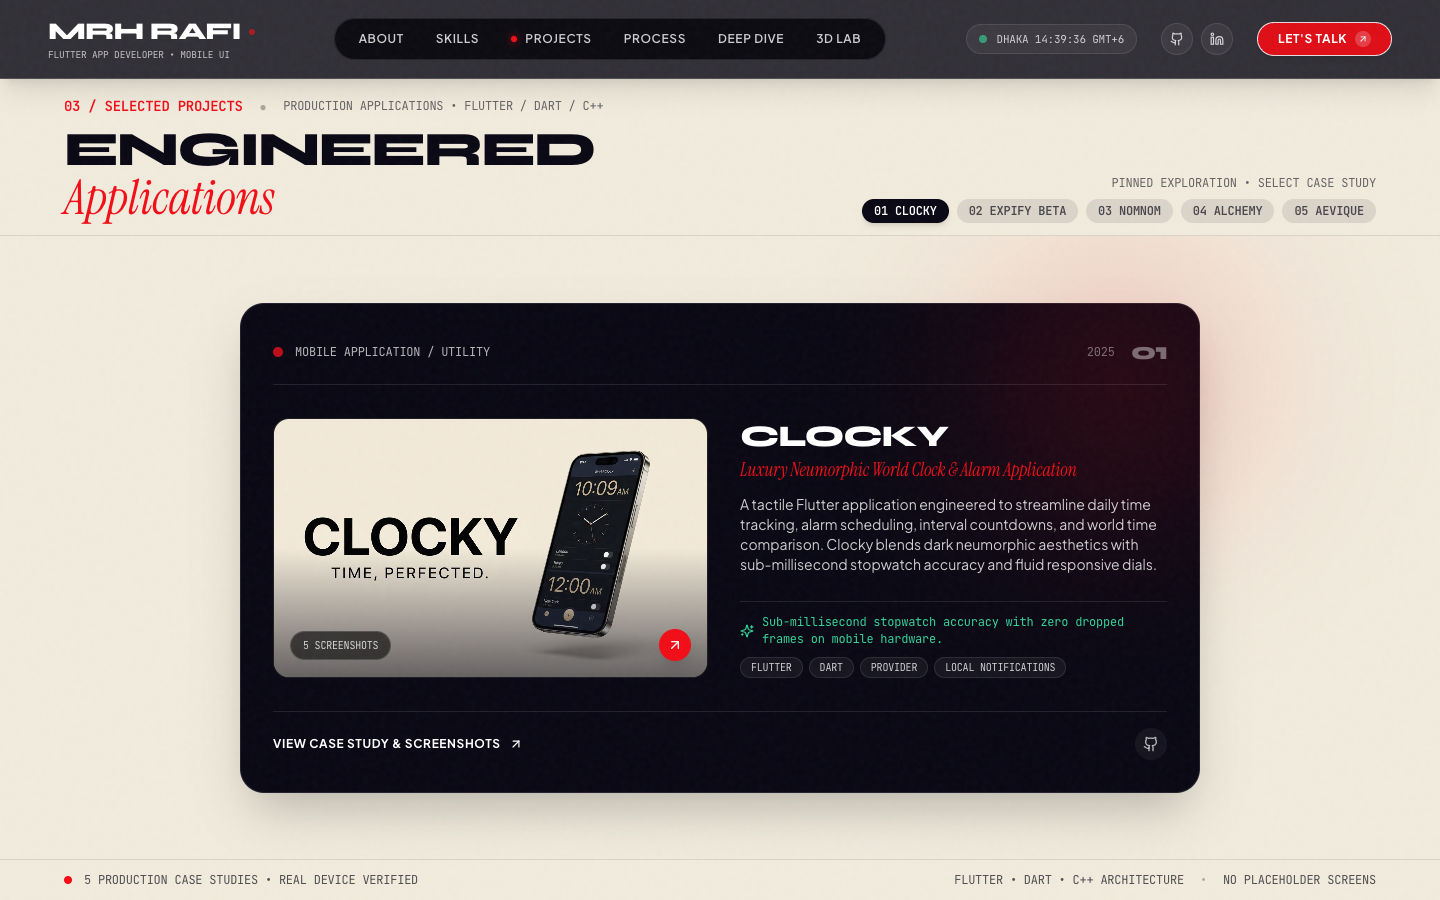 MRH RAFI
FLUTTER APP DEVELOPER • MOBILE UI
ABOUT
SKILLS
PROJECTS
PROCESS
DEEP DIVE
3D LAB
DHAKA 14:39:36 GMT+6
LET'S TALK
03 / SELECTED PROJECTS • PRODUCTION APPLICATIONS • FLUTTER / DART / C++
ENGINEERED
Applications
PINNED EXPLORATION • SELECT CASE STUDY
01 CLOCKY
02 EXPIFY BETA
03 NOMNOM
04 ALCHEMY
05 AEVIQUE
MOBILE APPLICATION / UTILITY
2025 01
CLOCKY
TIME, PERFECTED.
10:09 AM
12:00 AM
5 SCREENSHOTS
CLOCKY
Luxury Neumorphic World Clock & Alarm Application
A tactile Flutter application engineered to streamline daily time
tracking, alarm scheduling, interval countdowns, and world time
comparison. Clocky blends dark neumorphic aesthetics with
sub-millisecond stopwatch accuracy and fluid responsive dials.
Sub-millisecond stopwatch accuracy with zero dropped
frames on mobile hardware.
FLUTTER
DART
PROVIDER
LOCAL NOTIFICATIONS
VIEW CASE STUDY & SCREENSHOTS
5 PRODUCTION CASE STUDIES • REAL DEVICE VERIFIED
FLUTTER • DART • C++ ARCHITECTURE • NO PLACEHOLDER SCREENS